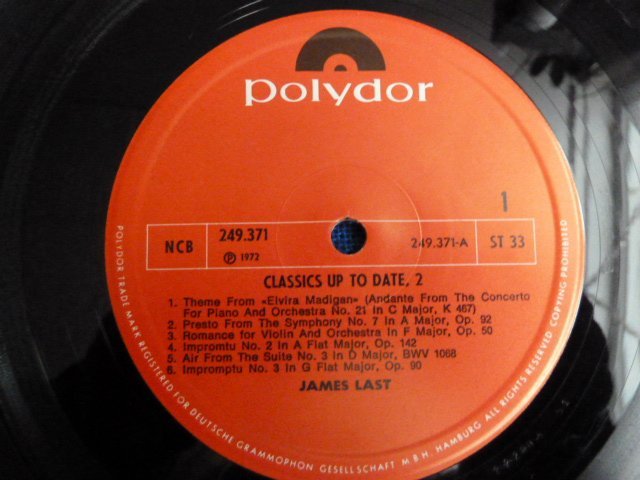 polydor
1
NCB
249.371
℗ 1972
249.371-A
ST 33
CLASSICS UP TO DATE, 2
1. Theme From «Elvira Madigan» (Andante From The Concerto
For Piano And Orchestra No. 21 In C Major, K 467)
2. Presto From The Symphony No. 7 In A Major, Op. 92
3. Romance for Violin And Orchestra In F Major, Op. 50
4. Impromtu No. 2 In A Flat Major, Op. 142
5. Air From The Suite No. 3 In D Major, BWV 1068
6. Impromtu No. 3 In G Flat Major, Op. 90
JAMES LAST
POLYDOR TRADE MARK REGISTERED FOR DEUTSCHE GRAMMOPHON GESELLSCHAFT MBH. HAMBURG ALL RIGHTS RESERVED COPYING PROHIBITED